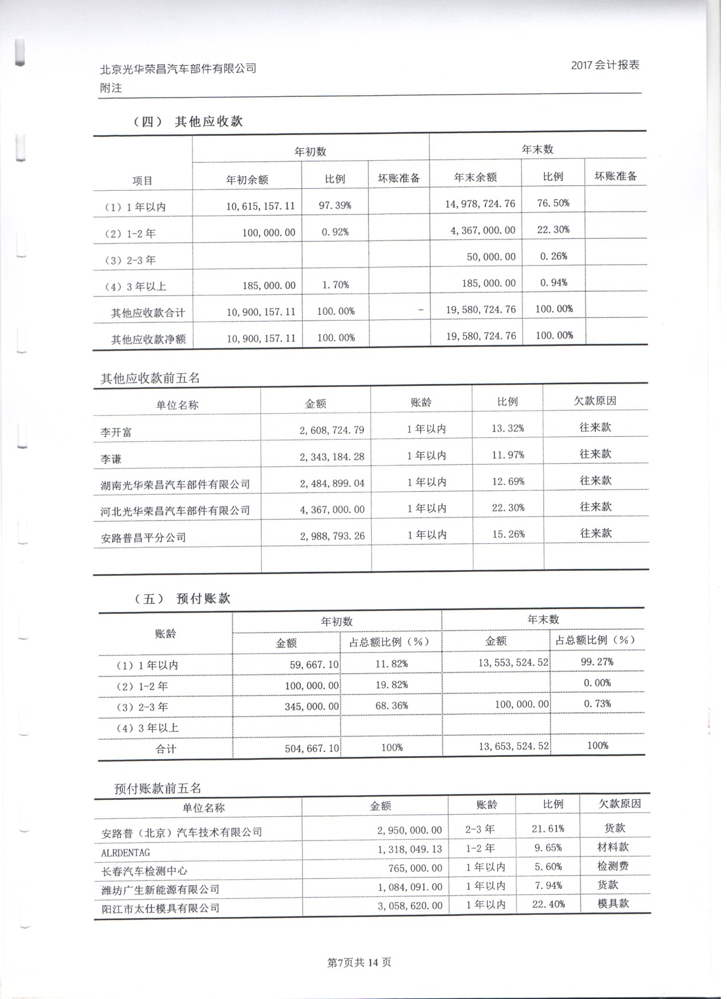 北京光华荣昌汽车部件有限公司 2017会计报表
附注
（四） 其他应收款
项目 年初数 年末数
年初余额 比例 坏账准备 年末余额 比例 坏账准备
（1）1年以内 10,615,157.11 97.39% 14,978,724.76 76.50%
（2）1-2年 100,000.00 0.92% 4,367,000.00 22.30%
（3）2-3年 50,000.00 0.26%
（4）3年以上 185,000.00 1.70% 185,000.00 0.94%
其他应收款合计 10,900,157.11 100.00% - 19,580,724.76 100.00%
其他应收款净额 10,900,157.11 100.00% 19,580,724.76 100.00%
其他应收款前五名
单位名称 金额 账龄 比例 欠款原因
李开富 2,608,724.79 1年以内 13.32% 往来款
李谦 2,343,184.28 1年以内 11.97% 往来款
湖南光华荣昌汽车部件有限公司 2,484,899.04 1年以内 12.69% 往来款
河北光华荣昌汽车部件有限公司 4,367,000.00 1年以内 22.30% 往来款
安路普昌平分公司 2,988,793.26 1年以内 15.26% 往来款
（五） 预付账款
账龄 年初数 年末数
金额 占总额比例（%） 金额 占总额比例（%）
（1）1年以内 59,667.10 11.82% 13,553,524.52 99.27%
（2）1-2年 100,000.00 19.82% 0.00%
（3）2-3年 345,000.00 68.36% 100,000.00 0.73%
（4）3年以上
合计 504,667.10 100% 13,653,524.52 100%
预付账款前五名
单位名称 金额 账龄 比例 欠款原因
安路普（北京）汽车技术有限公司 2,950,000.00 2-3年 21.61% 货款
ALRDENTAG 1,318,049.13 1-2年 9.65% 材料款
长春汽车检测中心 765,000.00 1年以内 5.60% 检测费
潍坊广生新能源有限公司 1,084,091.00 1年以内 7.94% 货款
阳江市太仕模具有限公司 3,058,620.00 1年以内 22.40% 模具款
第7页共 14 页